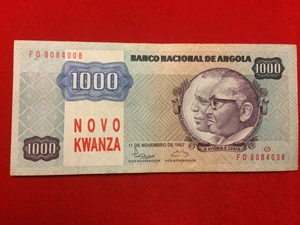 BANCO NACIONAL DE ANGOLA
FO 8084008
1000
1000
NOVO
KWANZA
11 DE NOVEMBRO DE 1987
FO 8084008
1000
A VITÓRIA É CERTA